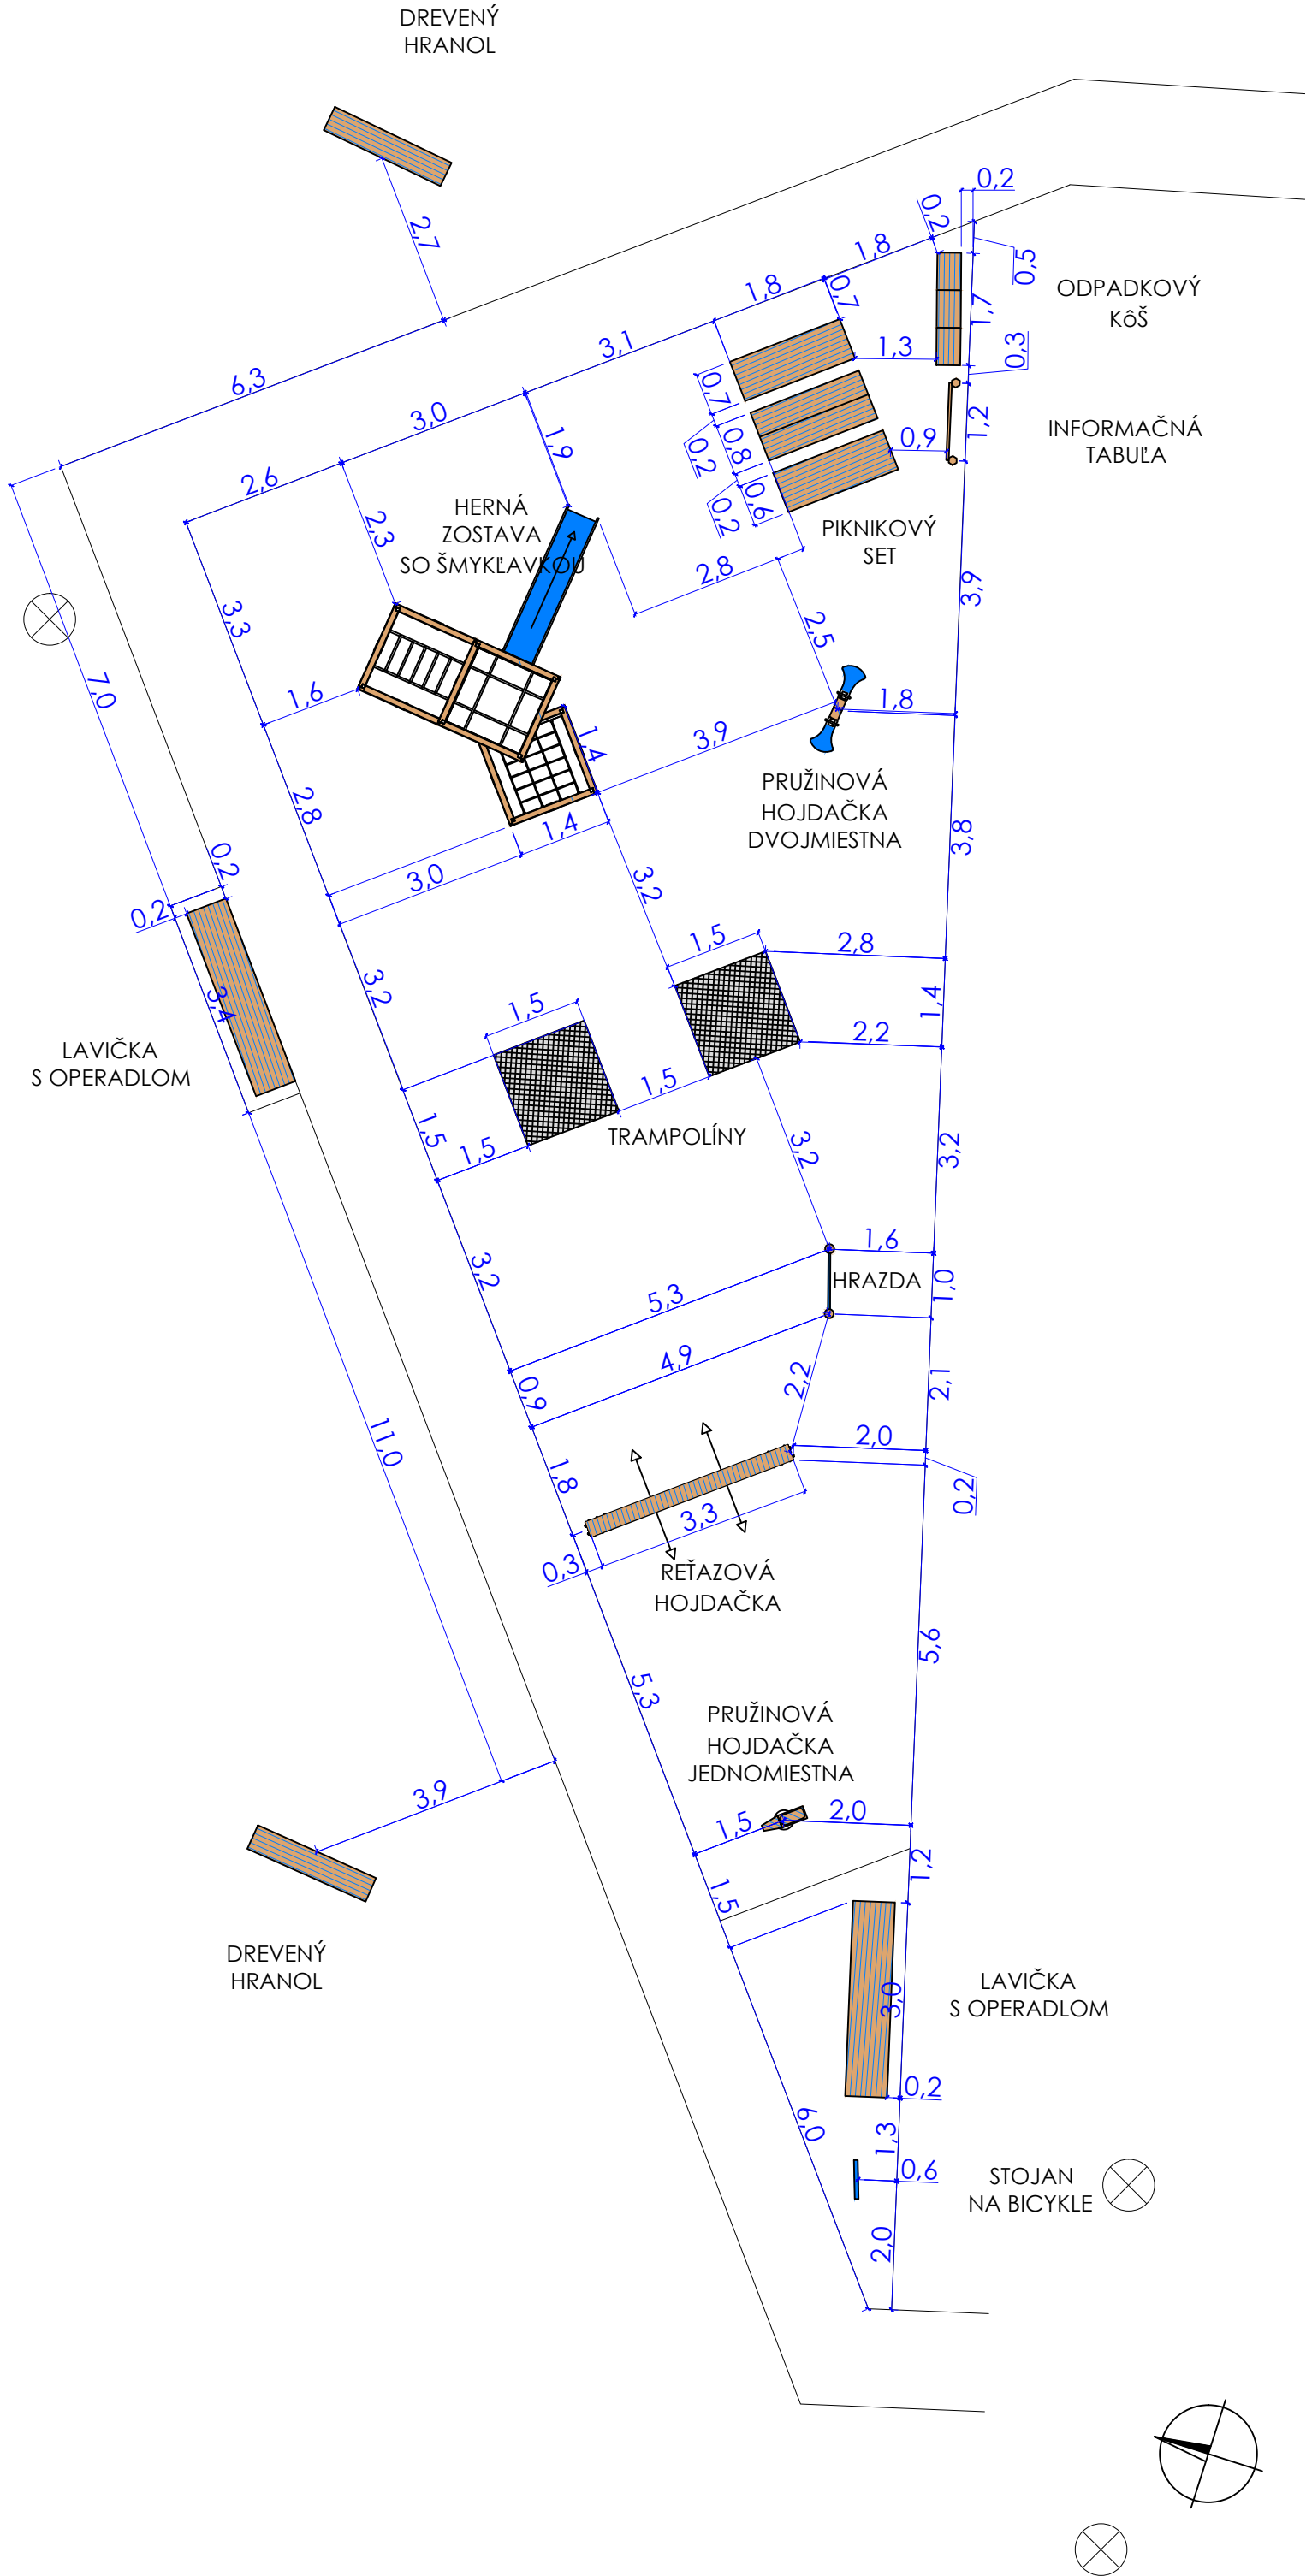 DREVENÝ
HRANOL
2,7
0,2
0,2
1,8
0,5
1,8
0,7
ODPADKOVÝ
KôŠ
1,7
3,1
1,3
0,3
6,3
3,0
0,7
1,2
INFORMAČNÁ
TABUĽA
1,9
0,8
0,9
0,2
2,6
0,6
0,2
HERNÁ
ZOSTAVA
SO ŠMYKĽAVKOU
2,3
PIKNIKOVÝ
SET
2,8
3,9
3,3
2,5
7,0
1,6
1,8
1,4
3,9
PRUŽINOVÁ
HOJDAČKA
DVOJMIESTNA
2,8
1,4
3,8
0,2
3,0
3,2
0,2
1,5
2,8
3,2
3,4
1,5
1,4
2,2
LAVIČKA
S OPERADLOM
1,5
1,5
1,5
TRAMPOLÍNY
3,2
3,2
1,6
3,2
5,3
HRAZDA
1,0
4,9
2,2
0,9
2,1
11,0
2,0
1,8
0,2
3,3
0,3
REŤAZOVÁ
HOJDAČKA
5,6
5,3
PRUŽINOVÁ
HOJDAČKA
JEDNOMIESTNA
3,9
1,5
2,0
1,2
1,5
DREVENÝ
HRANOL
LAVIČKA
S OPERADLOM
3,0
0,2
6,0
1,3
0,6
STOJAN
NA BICYKLE
2,0